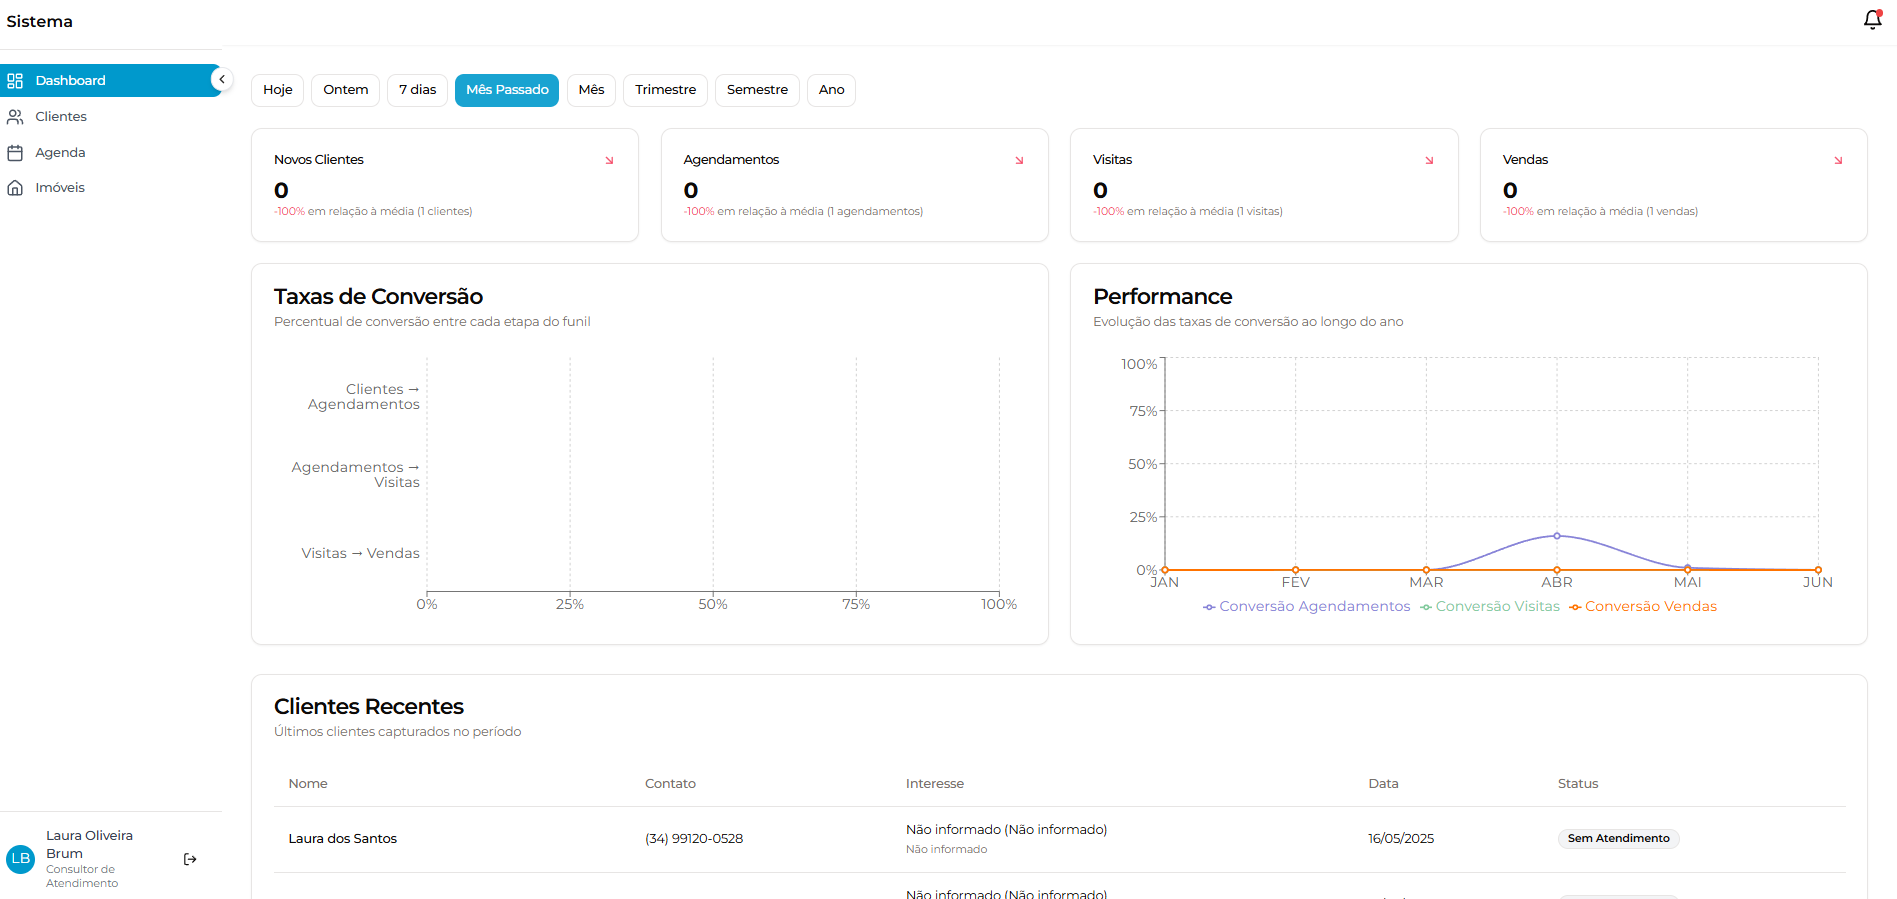 Sistema
Dashboard
Clientes
Agenda
Imóveis
Hoje
Ontem
7 dias
Mês Passado
Mês
Trimestre
Semestre
Ano
Novos Clientes
0
-100% em relação à média (1 clientes)
Agendamentos
0
-100% em relação à média (1 agendamentos)
Visitas
0
-100% em relação à média (1 visitas)
Vendas
0
-100% em relação à média (1 vendas)
Taxas de Conversão
Percentual de conversão entre cada etapa do funil
Clientes →
Agendamentos
Agendamentos →
Visitas
Visitas → Vendas
0%
25%
50%
75%
100%
Performance
Evolução das taxas de conversão ao longo do ano
100%
75%
50%
25%
0%
JAN
FEV
MAR
ABR
MAI
JUN
Conversão Agendamentos
Conversão Visitas
Conversão Vendas
Clientes Recentes
Últimos clientes capturados no período
Nome
Contato
Interesse
Data
Status
Laura dos Santos
(34) 99120-0528
Não informado (Não informado)
Não informado
16/05/2025
Sem Atendimento
Não informado (Não informado)
LB
Laura Oliveira
Brum
Consultor de
Atendimento